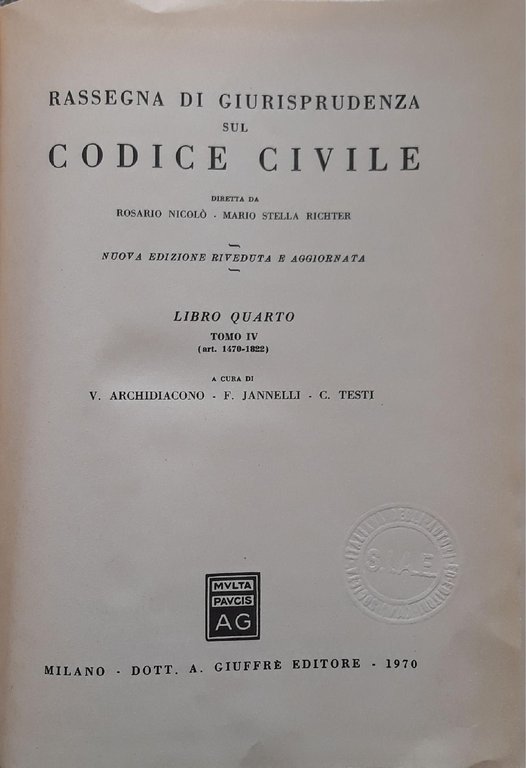 RASSEGNA DI GIURISPRUDENZA
SUL
CODICE CIVILE
DIRETTA DA
ROSARIO NICOLÒ - MARIO STELLA RICHTER
NUOVA EDIZIONE RIVEDUTA E AGGIORNATA
LIBRO QUARTO
TOMO IV
(art. 1470-1822)
A CURA DI
V. ARCHIDIACONO - F. JANNELLI - C. TESTI
S.I.A.E.
MVLTA
PAVCIS
AG
MILANO - DOTT. A. GIUFFRÈ EDITORE - 1970